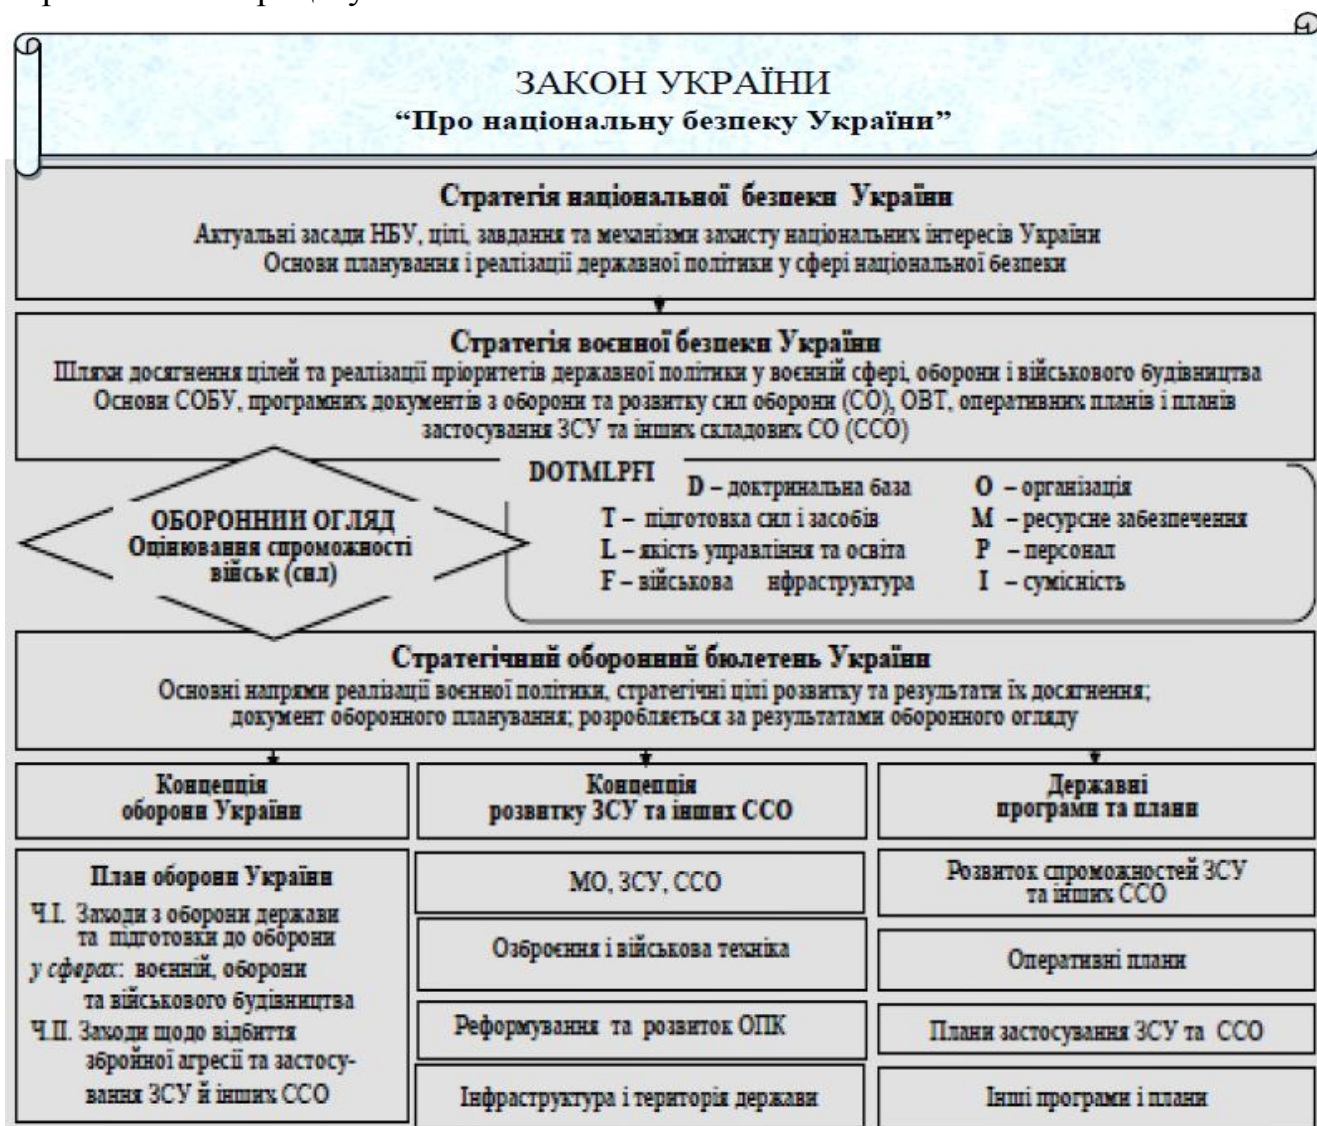 ЗАКОН УКРАЇНИ
“Про національну безпеку України”
Стратегія національної безпеки України
Актуальні засади НБУ, цілі, завдання та механізми захисту національних інтересів України
Основи планування і реалізації державної політики у сфері національної безпеки
Стратегія воєнної безпеки України
Шляхи досягнення цілей та реалізації пріоритетів державної політики у воєнній сфері, оборони і військового будівництва
Основи СОБУ, програмних документів з оборони та розвитку сил оборони (СО), ОВТ, оперативних планів і планів
застосування ЗСУ та інших складових СО (ССО)
ОБОРОННИИ ОГЛЯД
Оцінювання спроможності
військ (сил)
DOTMLPFI
D – доктринальна база
O – організація
T – підготовка сил і засобів
M – ресурсне забезпечення
L – якість управління та освіта
P – персонал
F – військова нфраструктура
I – сумісність
Стратегічний оборонний бюлетень України
Основні напрями реалізації воєнної політики, стратегічні цілі розвитку та результати їх досягнення;
документ оборонного планування; розробляється за результатами оборонного огляду
Концепція
оборони України
План оборони України
Ч.І. Заходи з оборони держави
та підготовки до оборони
у сферах: воєнній, оборони
та військового будівництва
Ч.ІІ. Заходи щодо відбиття
збройної агресії та застосу-
вання ЗСУ й інших ССО
Концепція
розвитку ЗСУ та інших ССО
МО, ЗСУ, ССО
Озброєння і військова техніка
Реформування та розвиток ОПК
Інфраструктура і територія держави
Державні
програми та плани
Розвиток спроможностей ЗСУ
та інших ССО
Оперативні плани
Плани застосування ЗСУ та ССО
Інші програми і плани